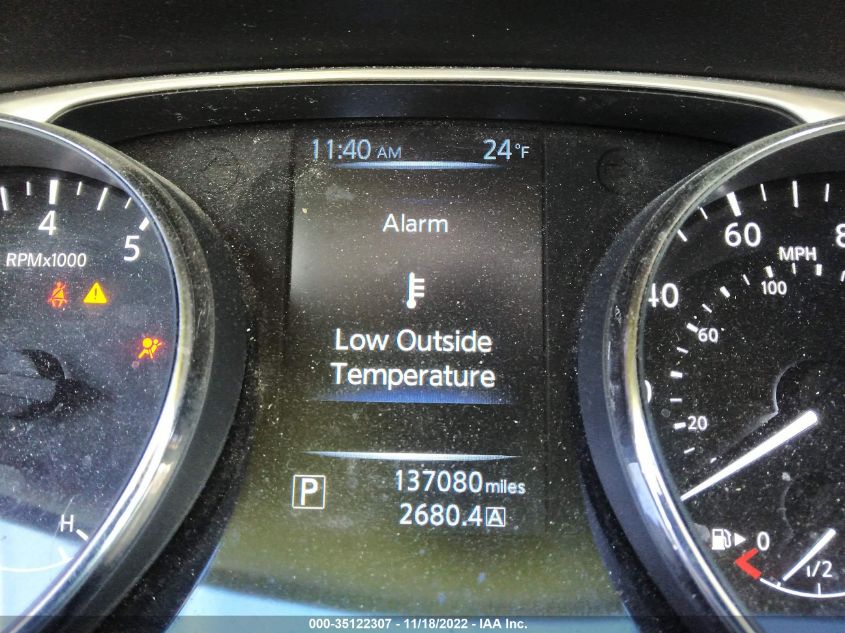 11:40 AM 24°F
Alarm
Low Outside
Temperature
P 137080 miles
2680.4 A
4 5
RPMx1000
H
40 60 8
MPH
20 60 100
0 1/2
000-35122307 - 11/18/2022 - IAA Inc.